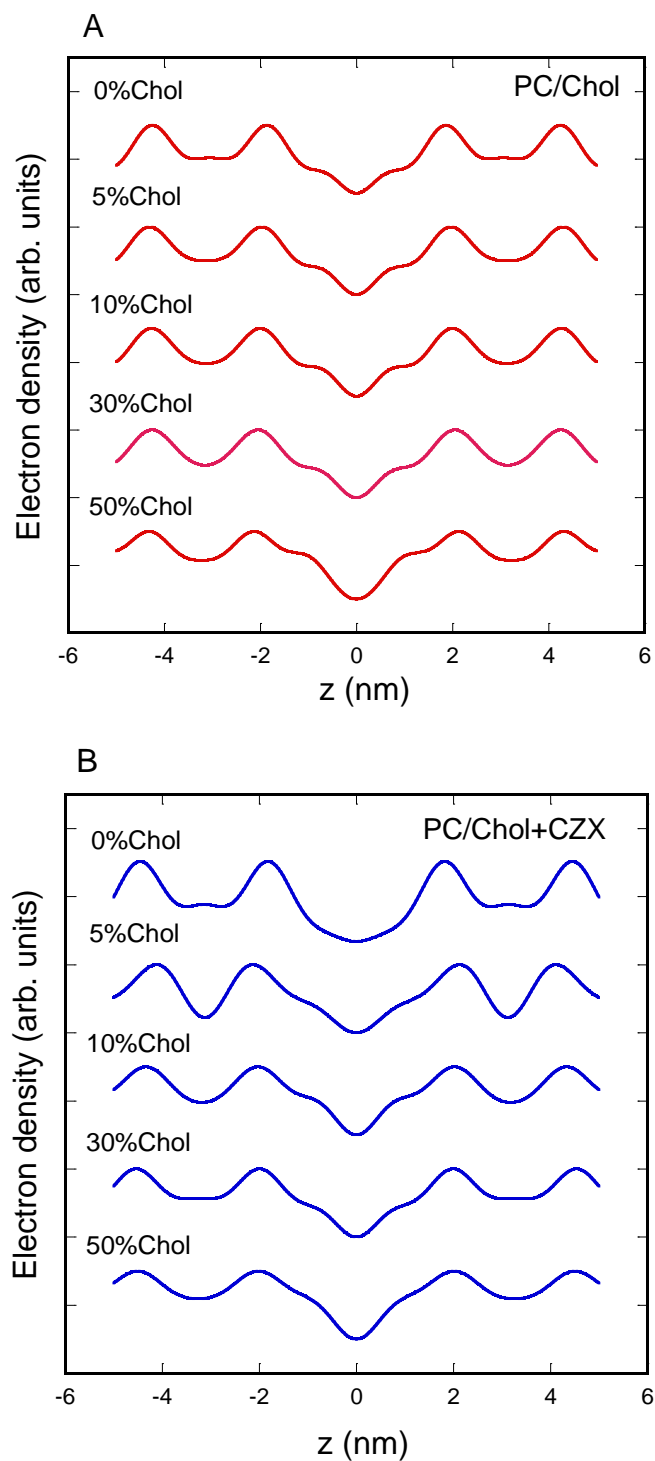 A
0%Chol
PC/Chol
5%Chol
10%Chol
30%Chol
50%Chol
Electron density (arb. units)
-6 -4 -2 0 2 4 6
z (nm)
B
0%Chol
PC/Chol+CZX
5%Chol
10%Chol
30%Chol
50%Chol
Electron density (arb. units)
-6 -4 -2 0 2 4 6
z (nm)